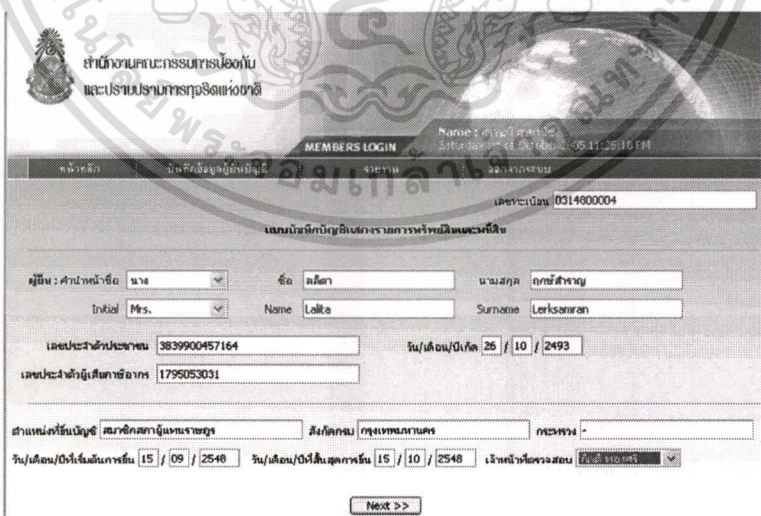 สำนักงานคณะกรรมการป้องกัน
และปราบปรามการทุจริตแห่งชาติ
MEMBERS LOGIN
Name :
หน้าหลัก บันทึกข้อมูลผู้ยื่นบัญชี รายงาน ออกจากระบบ
เลขทะเบียน 0314800004
แบบบันทึกบัญชีแสดงรายการทรัพย์สินและหนี้สิน
ผู้ยื่น : คำนำหน้าชื่อ นาง ชื่อ ลลิตา นามสกุล ฤกษ์สำราญ
Initial Mrs. Name Lalita Surname Lerksamran
เลขประจำตัวประชาชน 3839900457164 วัน/เดือน/ปีเกิด 26 / 10 / 2493
เลขประจำตัวผู้เสียภาษีอากร 1795053031
ตำแหน่งที่ยื่นบัญชี สมาชิกสภาผู้แทนราษฎร สังกัดกรม กรุงเทพมหานคร กระทรวง -
วัน/เดือน/ปีที่เริ่มต้นการยื่น 15 / 09 / 2548 วัน/เดือน/ปีที่สิ้นสุดการยื่น 15 / 10 / 2548 เจ้าหน้าที่ตรวจสอบ
Next >>